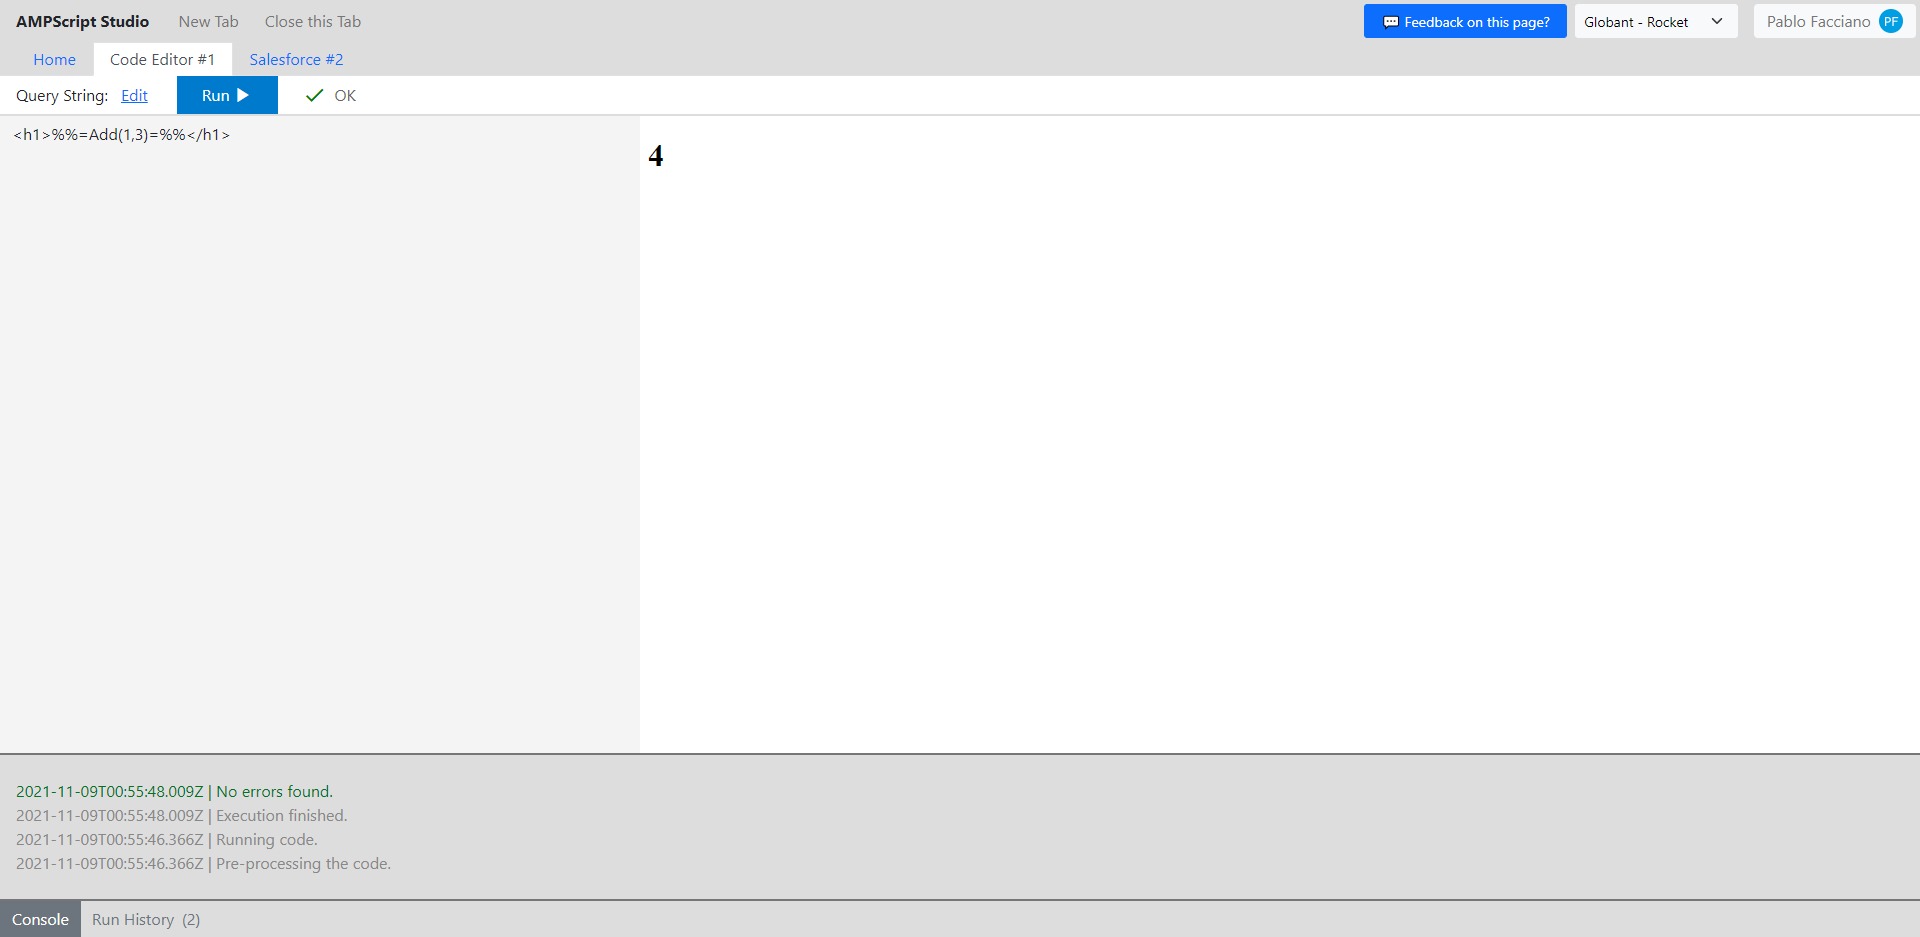 AMPScript Studio New Tab Close this Tab 💬 Feedback on this page? Globant - Rocket Pablo Facciano PF
Home Code Editor #1 Salesforce #2
Query String: Edit Run ▶ ✓ OK
<h1>%%=Add(1,3)=%%</h1>
4
2021-11-09T00:55:48.009Z | No errors found.
2021-11-09T00:55:48.009Z | Execution finished.
2021-11-09T00:55:46.366Z | Running code.
2021-11-09T00:55:46.366Z | Pre-processing the code.
Console Run History (2)